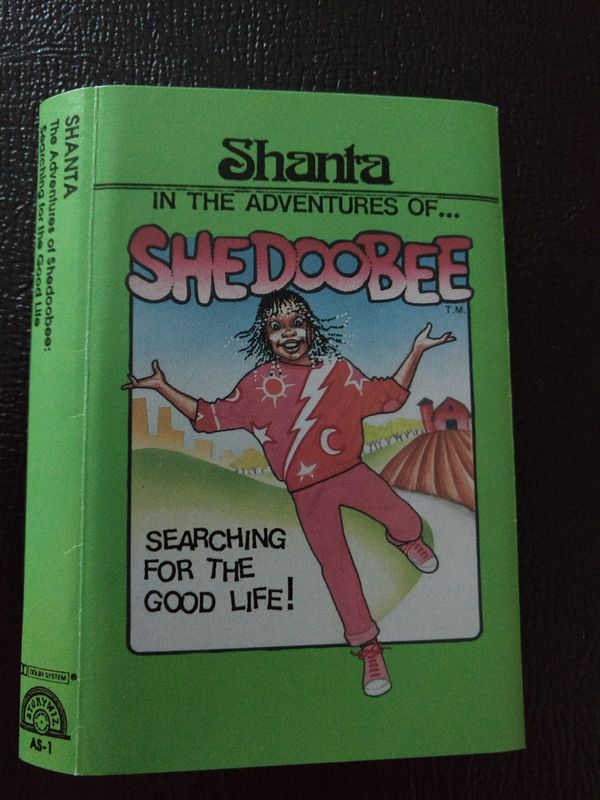 Shanta
IN THE ADVENTURES OF...
SHEDOOBEE
T.M.
SEARCHING
FOR THE
GOOD LIFE!
SHANTA
The Adventures of Shedoobee:
Searching for the Good Life
DOLBY SYSTEM ®
STORYWIZ
AS-1